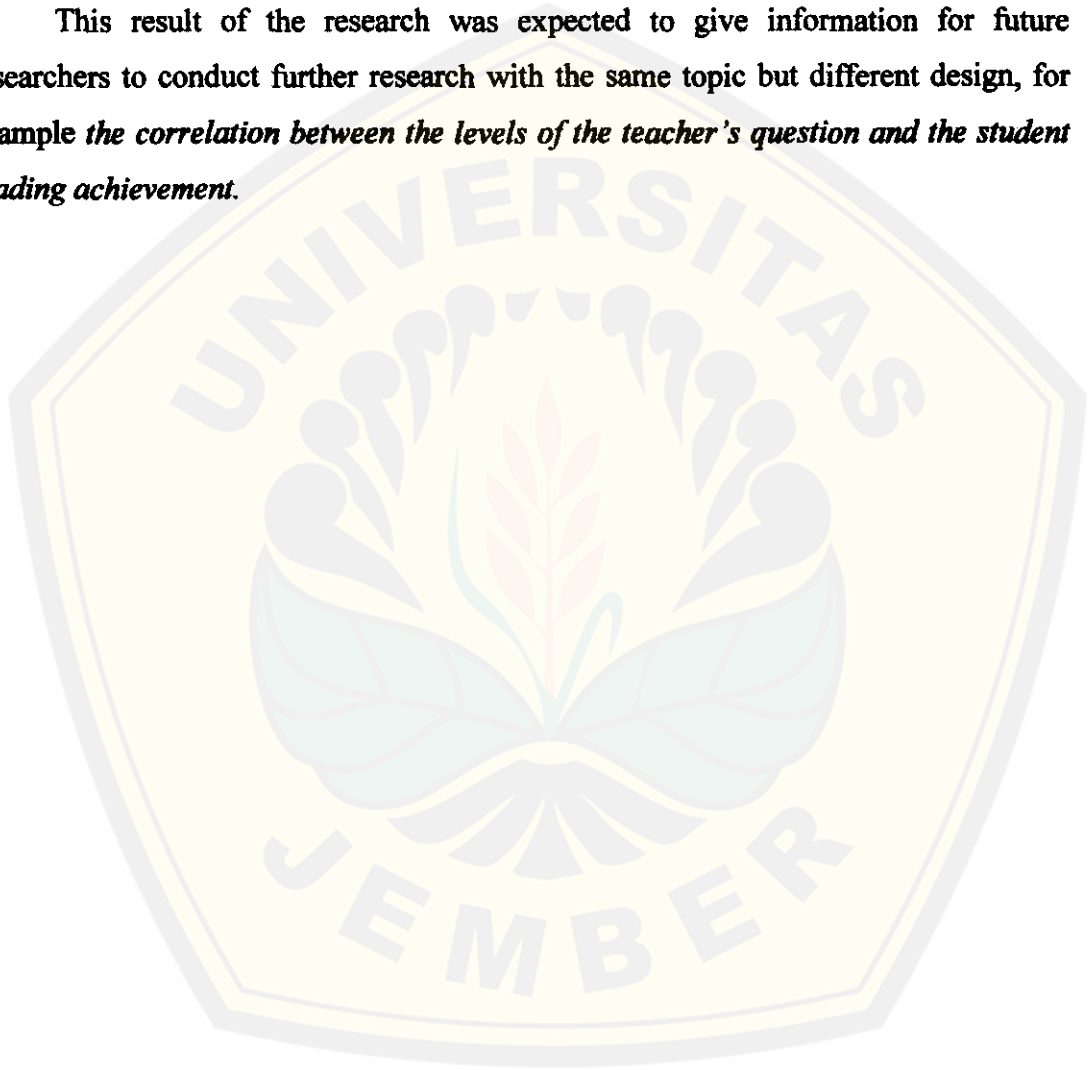 This result of the research was expected to give information for future
searchers to conduct further research with the same topic but different design, for
ample the correlation between the levels of the teacher's question and the student
ading achievement.
UNIVERSITAS
JEMBER